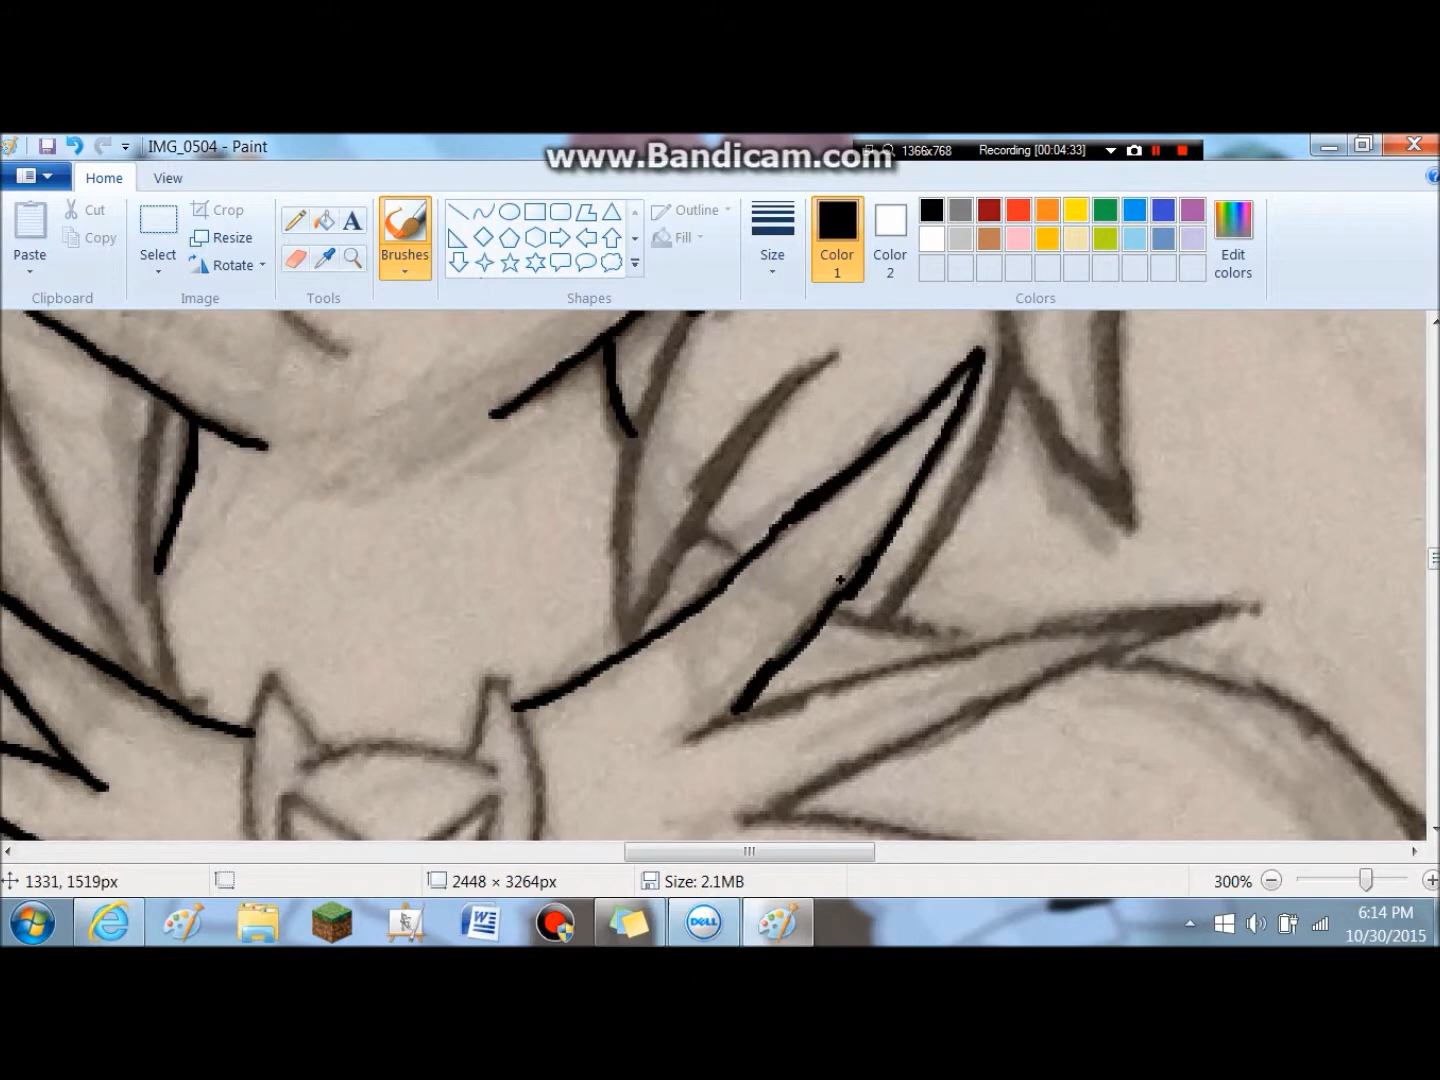 IMG_0504 - Paint
www.Bandicam.com
1366x768
Recording [00:04:33]
Home
View
Paste
Cut
Copy
Clipboard
Select
Crop
Resize
Rotate
Image
A
Tools
Brushes
Shapes
Outline
Fill
Size
Color
1
Color
2
Edit
colors
Colors
1331, 1519px
2448 × 3264px
Size: 2.1MB
300%
W
DELL
6:14 PM
10/30/2015